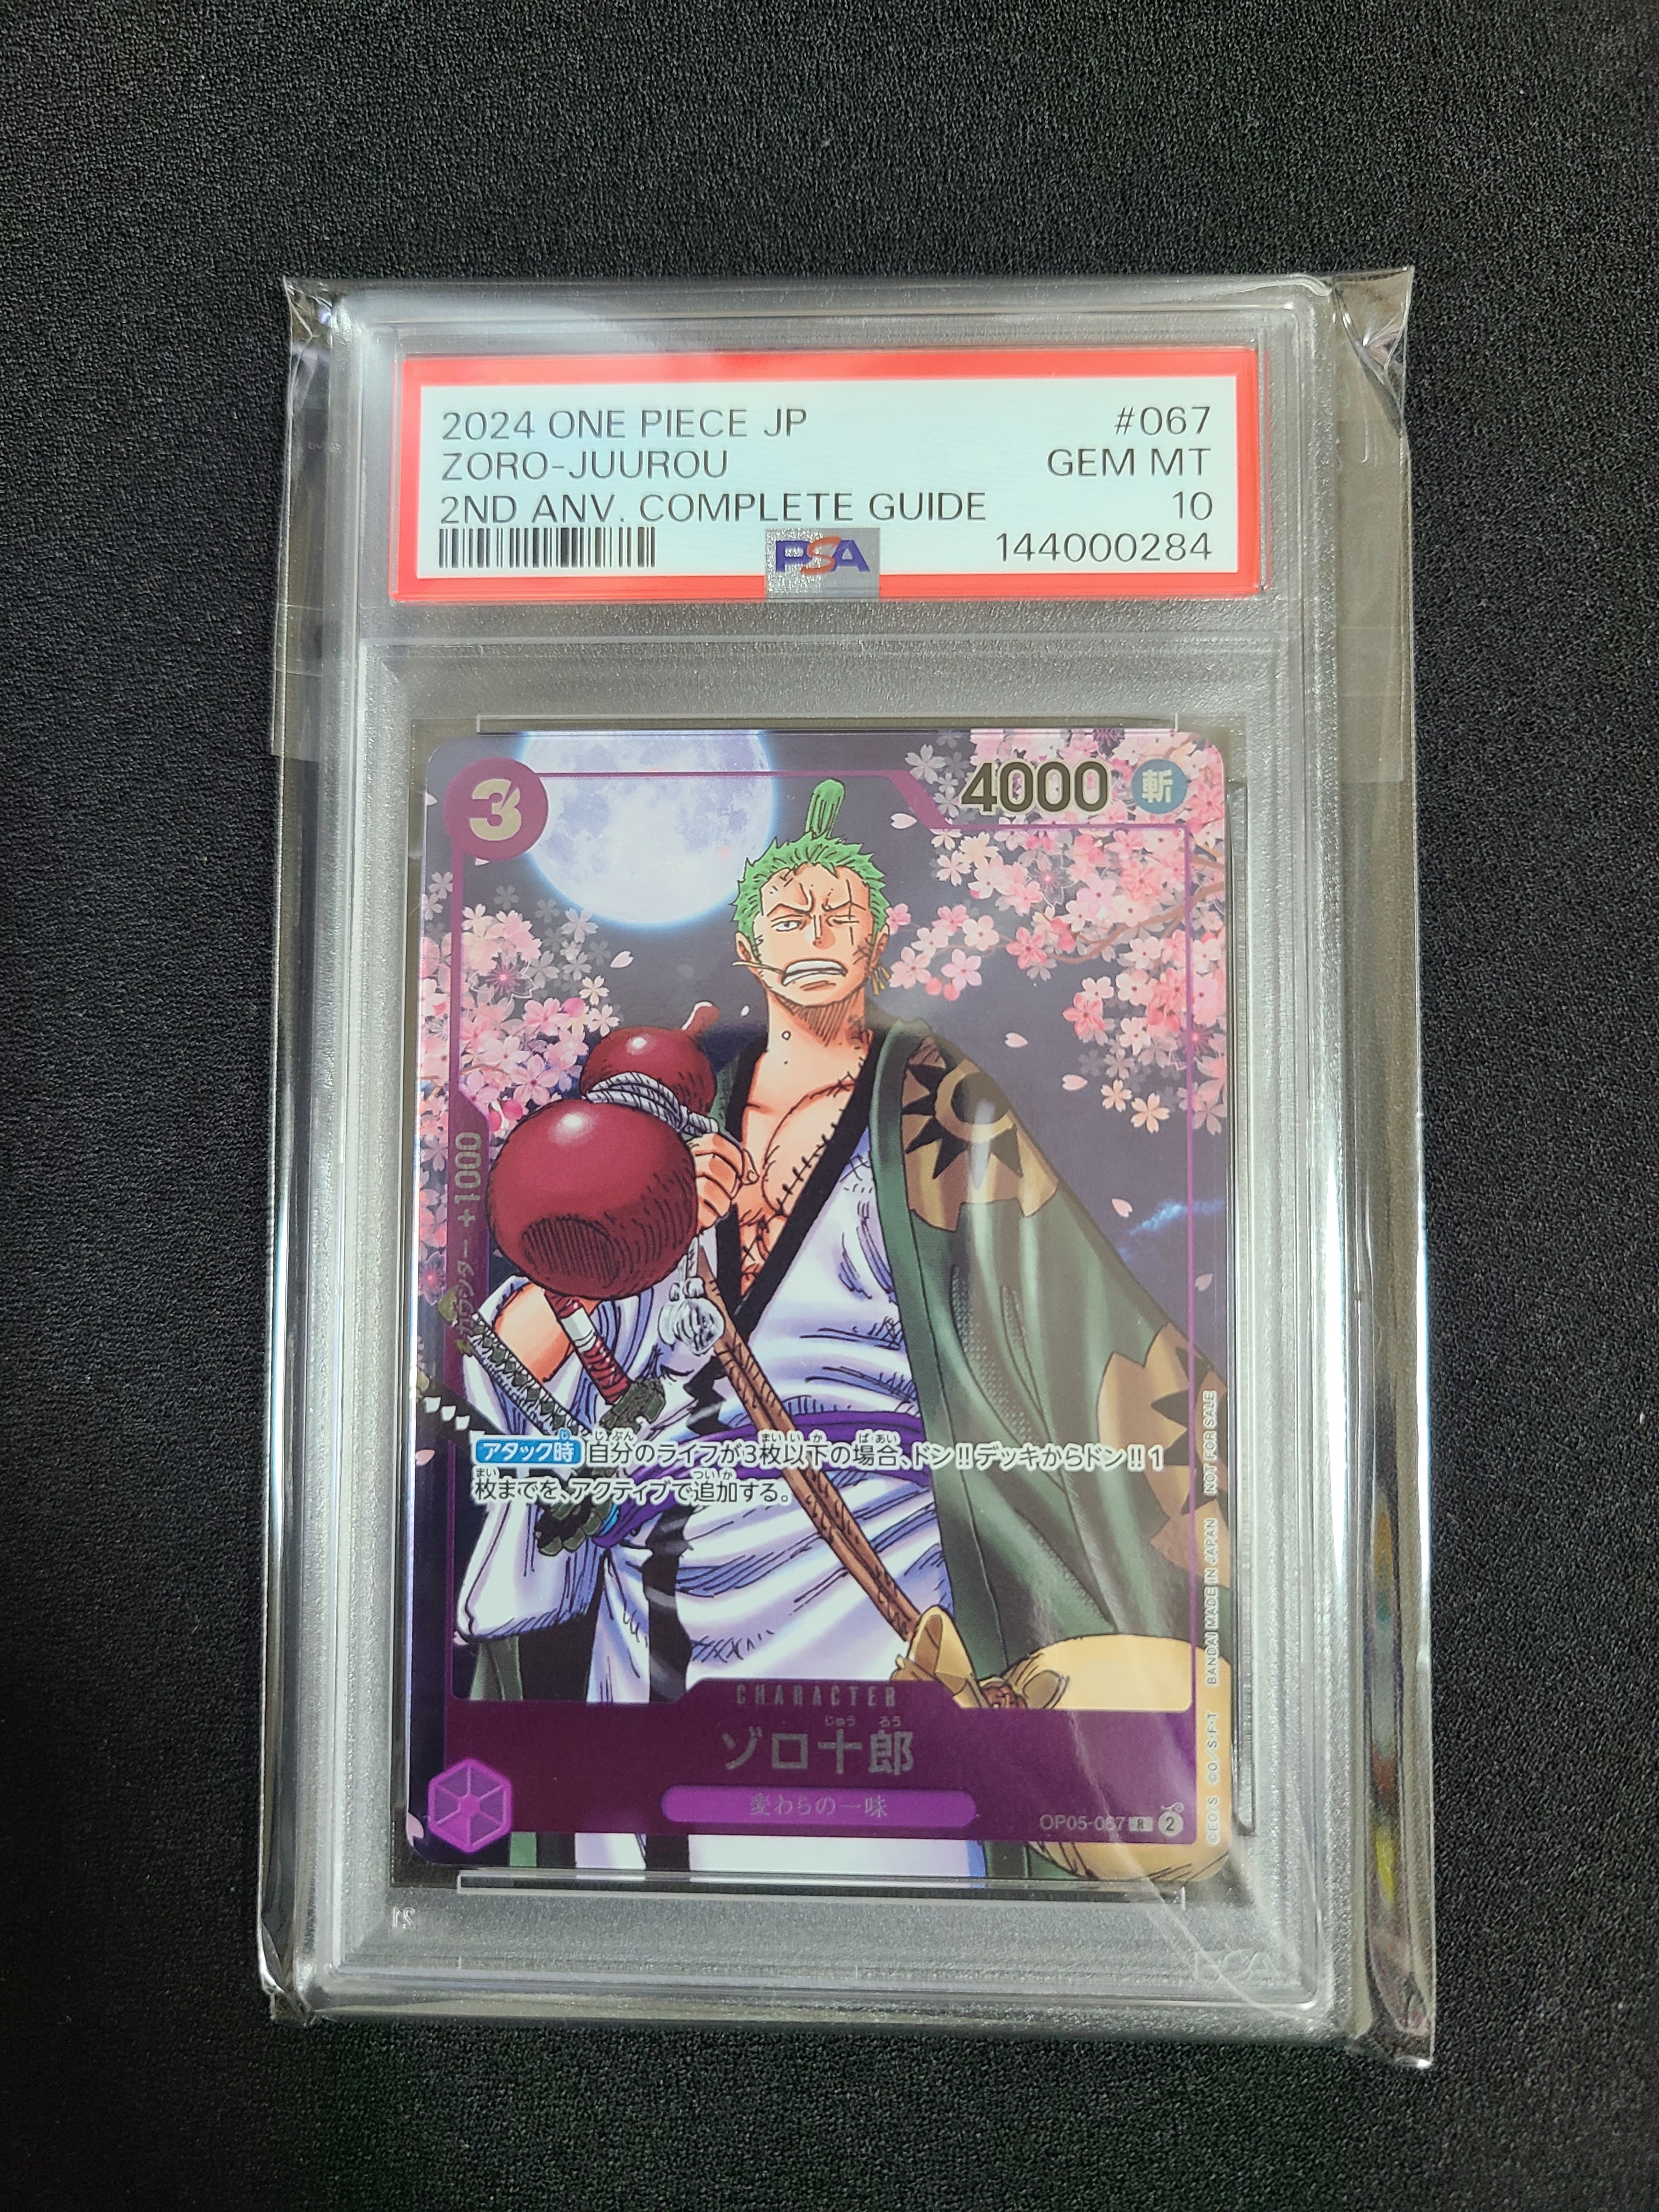 2024 ONE PIECE JP #067
ZORO-JUUROU GEM MT
2ND ANV. COMPLETE GUIDE 10
PSA 144000284
3
4000 斬
カウンター +1000
アタック時 自分のライフが3枚以下の場合、ドン!!デッキからドン!!1
枚までを、アクティブで追加する。
CHARACTER
ゾロ十郎
麦わらの一味
OP05-067 R 2
©E.O/S ©O/S・F・T BANDAI MADE IN JAPAN NOT FOR SALE
21